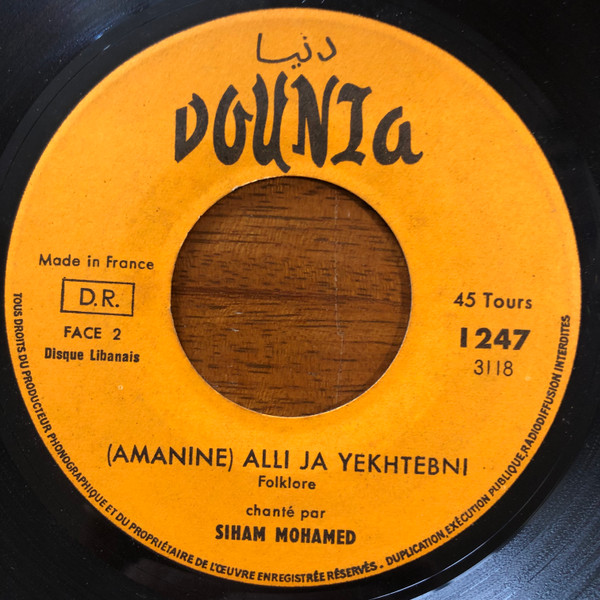 دنيا
DOUNIa
Made in France
D.R.
FACE 2
Disque Libanais
45 Tours
1247
3118
(AMANINE) ALLI JA YEKHTEBNI
Folklore
chanté par
SIHAM MOHAMED
TOUS DROITS DU PRODUCTEUR PHONOGRAPHIQUE ET DU PROPRIÉTAIRE DE L'ŒUVRE ENREGISTRÉE RÉSERVÉS. DUPLICATION, EXÉCUTION PUBLIQUE, RADIODIFFUSION INTERDITES